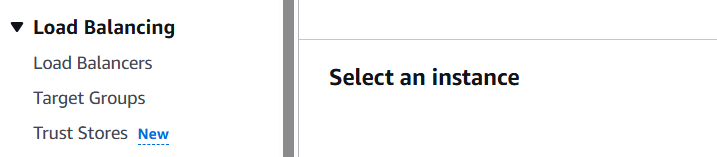 Load Balancing
Load Balancers
Target Groups
Trust Stores New
Select an instance